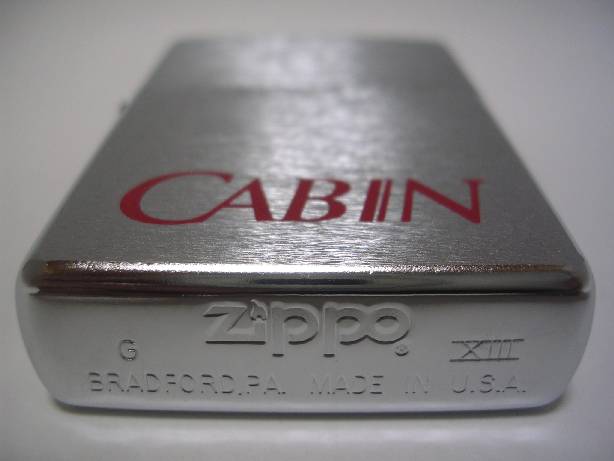 CABIN
Zippo®
G XIII
BRADFORD,PA. MADE IN U.S.A.